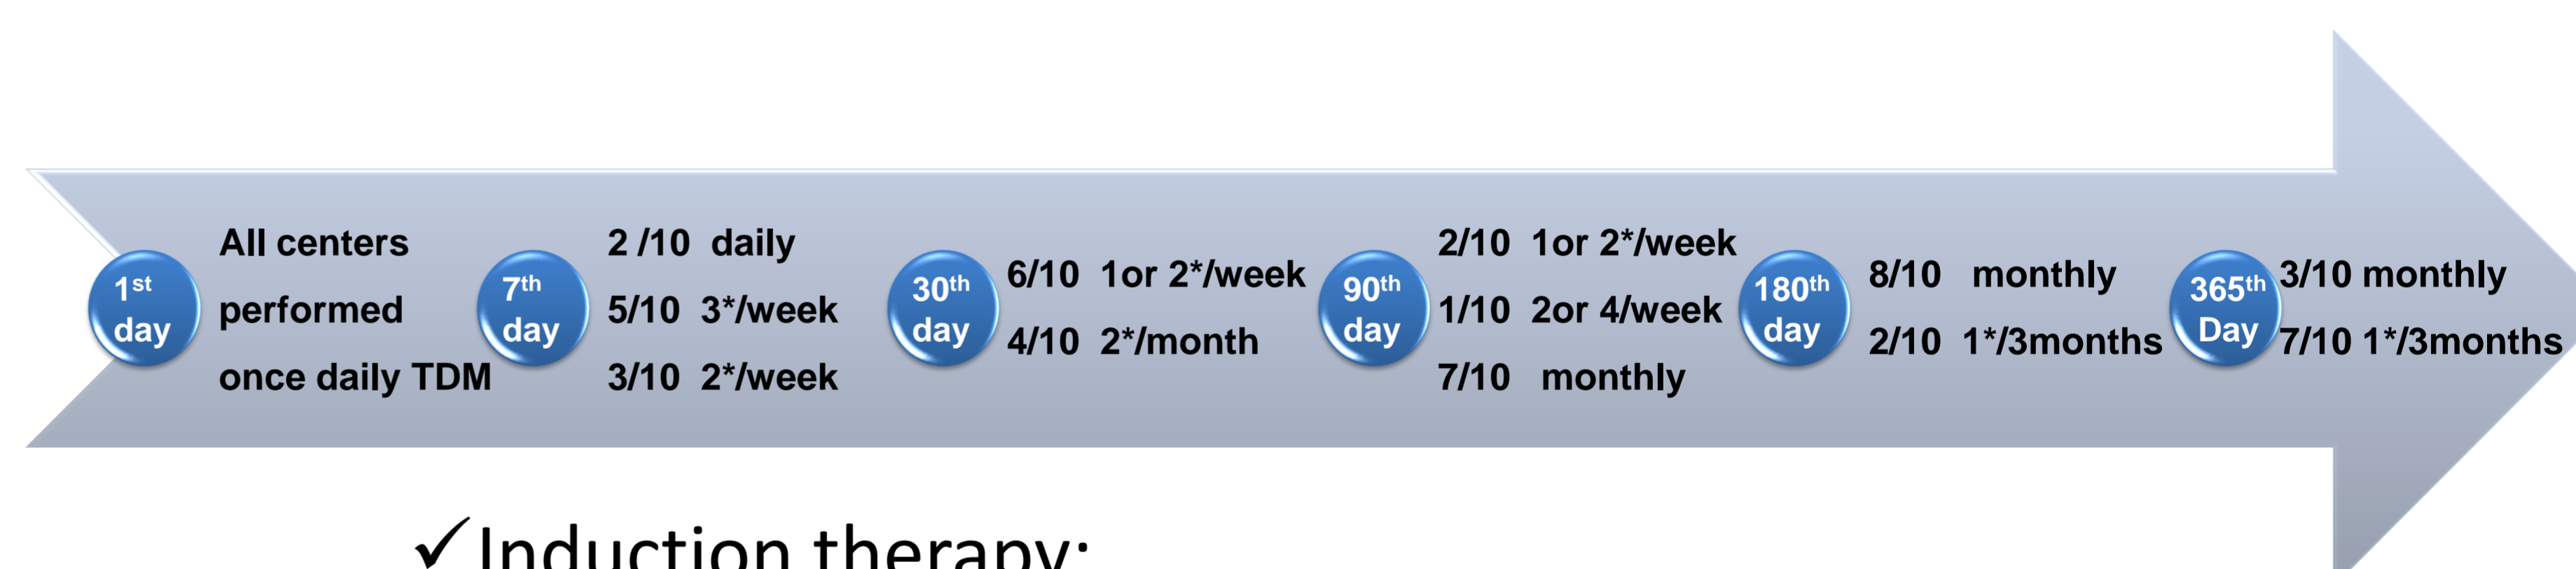 1st
day
All centers
performed
once daily TDM
7th
day
2 /10 daily
5/10 3*/week
3/10 2*/week
30th
day
6/10 1or 2*/week
4/10 2*/month
90th
day
2/10 1or 2*/week
1/10 2or 4/week
7/10 monthly
180th
day
8/10 monthly
2/10 1*/3months
365th
Day
3/10 monthly
7/10 1*/3months
✓Induction therapy: